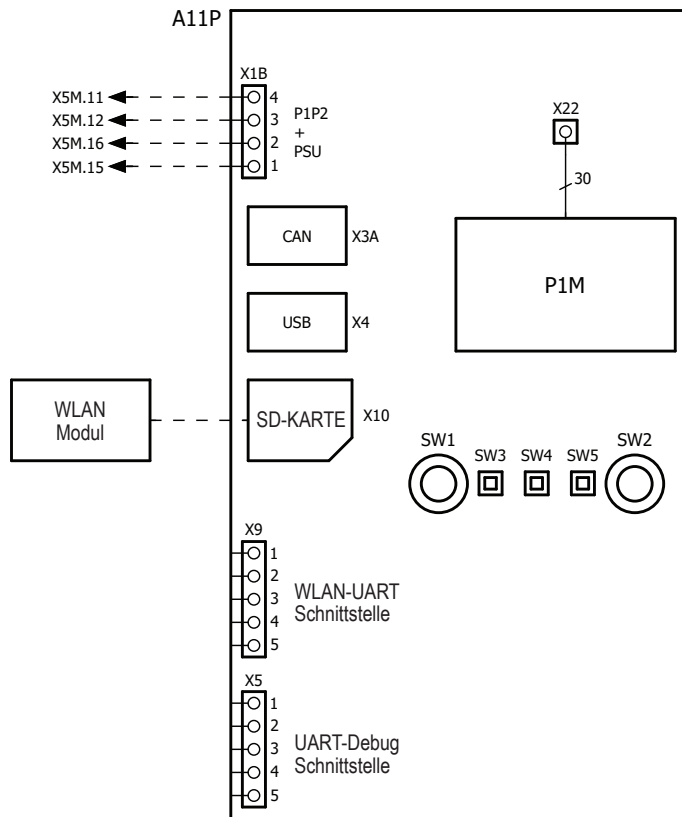 A11P
X1B
X5M.11
4
X5M.12
3
P1P2
+
PSU
X5M.16
2
X5M.15
1
X22
30
CAN
X3A
P1M
USB
X4
WLAN
Modul
SD-KARTE
X10
SW1
SW3
SW4
SW5
SW2
X9
1
2
3
4
5
WLAN-UART
Schnittstelle
X5
1
2
3
4
5
UART-Debug
Schnittstelle